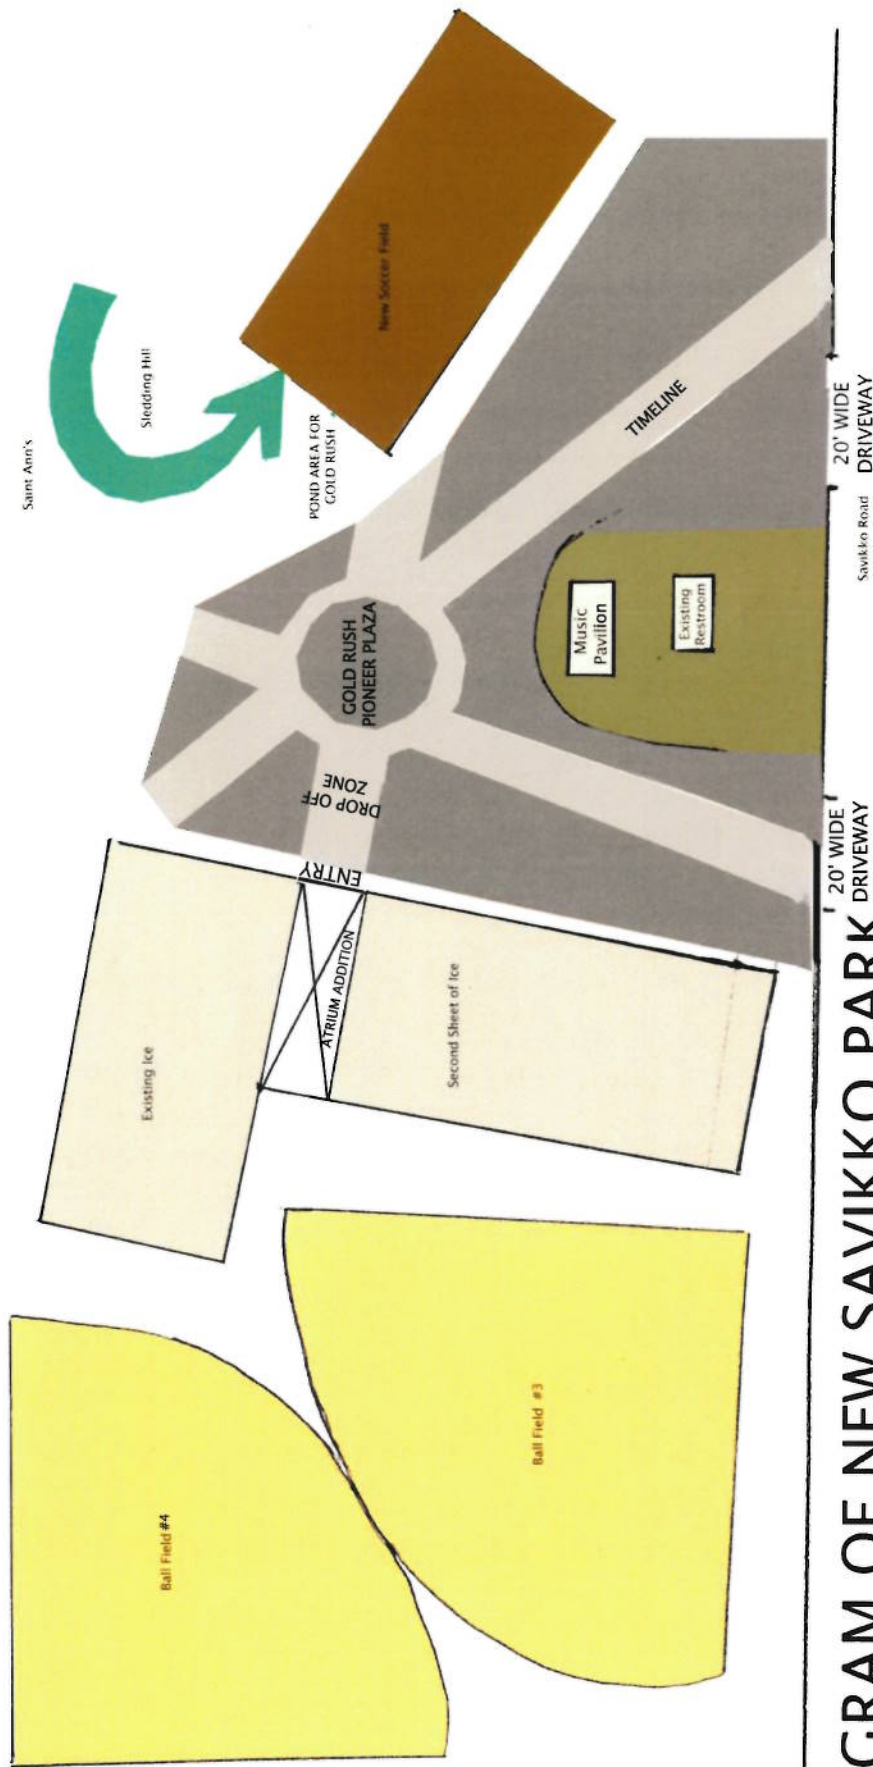 Saint Ann's
Sledding Hill
POND AREA FOR
GOLD RUSH
New Soccer Field
GOLD RUSH
PIONEER PLAZA
TIMELINE
DROP OFF
ZONE
ENTRY
Music
Pavilion
Existing
Restroom
Existing Ice
ATRIUM ADDITION
Second Sheet of Ice
Ball Field #4
Ball Field #3
20' WIDE
DRIVEWAY
Savikko Road
20' WIDE
DRIVEWAY
GRAM OF NEW SAVIKKO PARK